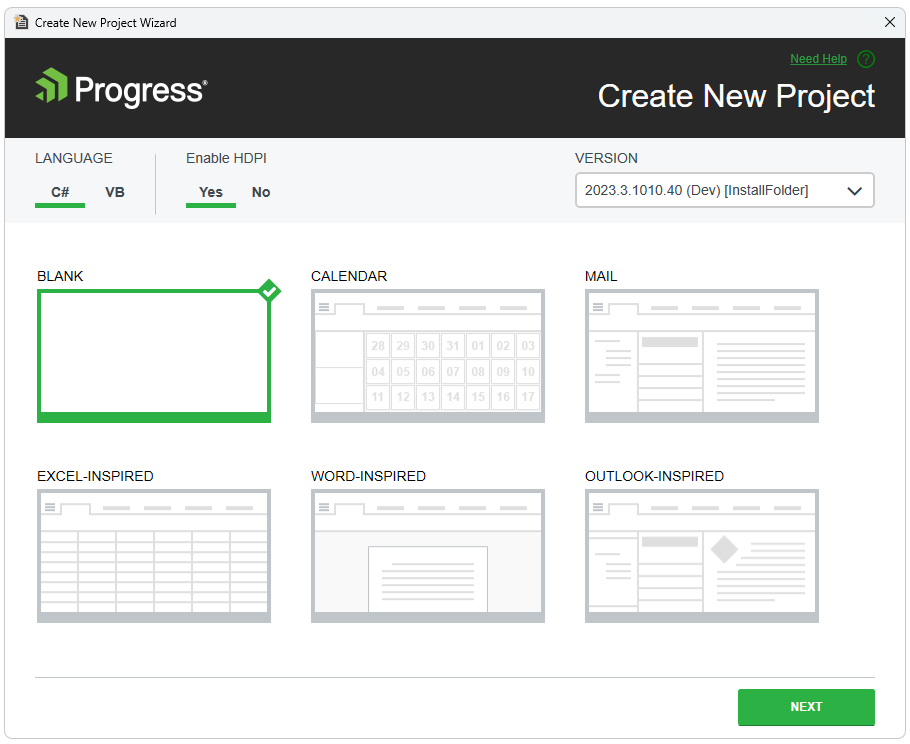 Create New Project Wizard
Need Help ?
Progress®
Create New Project
LANGUAGE
C# VB
Enable HDPI
Yes No
VERSION
2023.3.1010.40 (Dev) [InstallFolder]
BLANK
CALENDAR
28 29 30 31 01 02 03
04 05 06 07 08 09 10
11 12 13 14 15 16 17
MAIL
EXCEL-INSPIRED
WORD-INSPIRED
OUTLOOK-INSPIRED
NEXT